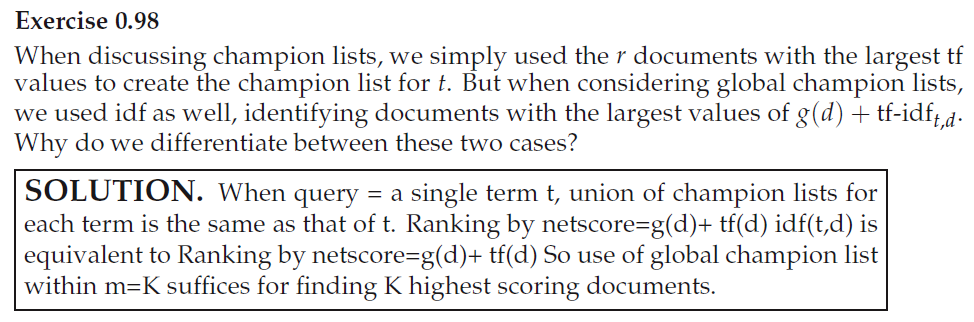 Exercise 0.98
When discussing champion lists, we simply used the r documents with the largest tf
values to create the champion list for t. But when considering global champion lists,
we used idf as well, identifying documents with the largest values of g(d) + tf-idft,d.
Why do we differentiate between these two cases?
SOLUTION. When query = a single term t, union of champion lists for
each term is the same as that of t. Ranking by netscore=g(d)+ tf(d) idf(t,d) is
equivalent to Ranking by netscore=g(d)+ tf(d) So use of global champion list
within m=K suffices for finding K highest scoring documents.